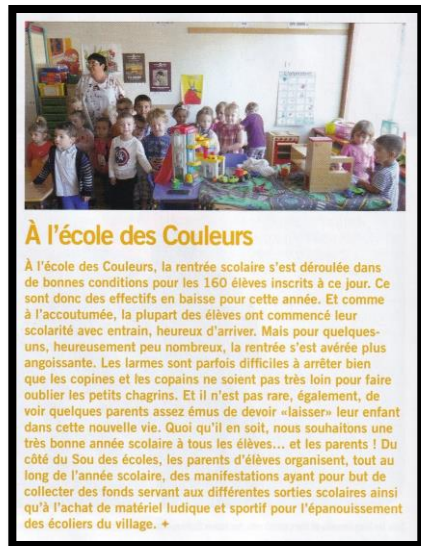 À l'école des Couleurs
À l'école des Couleurs, la rentrée scolaire s'est déroulée dans
de bonnes conditions pour les 160 élèves inscrits à ce jour. Ce
sont donc des effectifs en baisse pour cette année. Et comme
à l'accoutumée, la plupart des élèves ont commencé leur
scolarité avec entrain, heureux d'arriver. Mais pour quelques-
uns, heureusement peu nombreux, la rentrée s'est avérée plus
angoissante. Les larmes sont parfois difficiles à arrêter bien
que les copines et les copains ne soient pas très loin pour faire
oublier les petits chagrins. Et il n'est pas rare, également, de
voir quelques parents assez émus de devoir «laisser» leur enfant
dans cette nouvelle vie. Quoi qu'il en soit, nous souhaitons une
très bonne année scolaire à tous les élèves... et les parents ! Du
côté du Sou des écoles, les parents d'élèves organisent, tout au
long de l'année scolaire, des manifestations ayant pour but de
collecter des fonds servant aux différentes sorties scolaires ainsi
qu'à l'achat de matériel ludique et sportif pour l'épanouissement
des écoliers du village. +